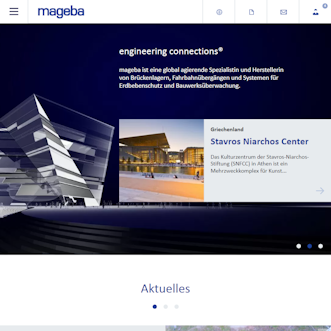 mageba
engineering connections®
mageba ist eine global agierende Spezialistin und Herstellerin
von Brückenlagern, Fahrbahnübergängen und Systemen für
Erdbebenschutz und Bauwerksüberwachung.
Griechenland
Stavros Niarchos Center
Das Kulturzentrum der Stavros-Niarchos-
Stiftung (SNFCC) in Athen ist ein
Mehrzweckkomplex für Kunst...
Aktuelles